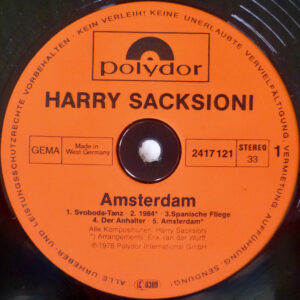 polydor
HARRY SACKSIONI
GEMA
Made in
West Germany
2417 121
STEREO
33
1
Amsterdam
1. Svoboda-Tanz · 2. 1984* · 3. Spanische Fliege
4. Der Anhalter · 5. Amsterdam*
Alle Kompositionen: Harry Sacksioni
*) Arrangements: Erik van der Wurff
℗ 1978 Polydor International GmbH
ALLE URHEBER- UND LEISTUNGSSCHUTZRECHTE VORBEHALTEN · KEIN VERLEIH! KEINE UNERLAUBTE VERVIELFÄLTIGUNG, VERMIETUNG, AUFFÜHRUNG, SENDUNG!